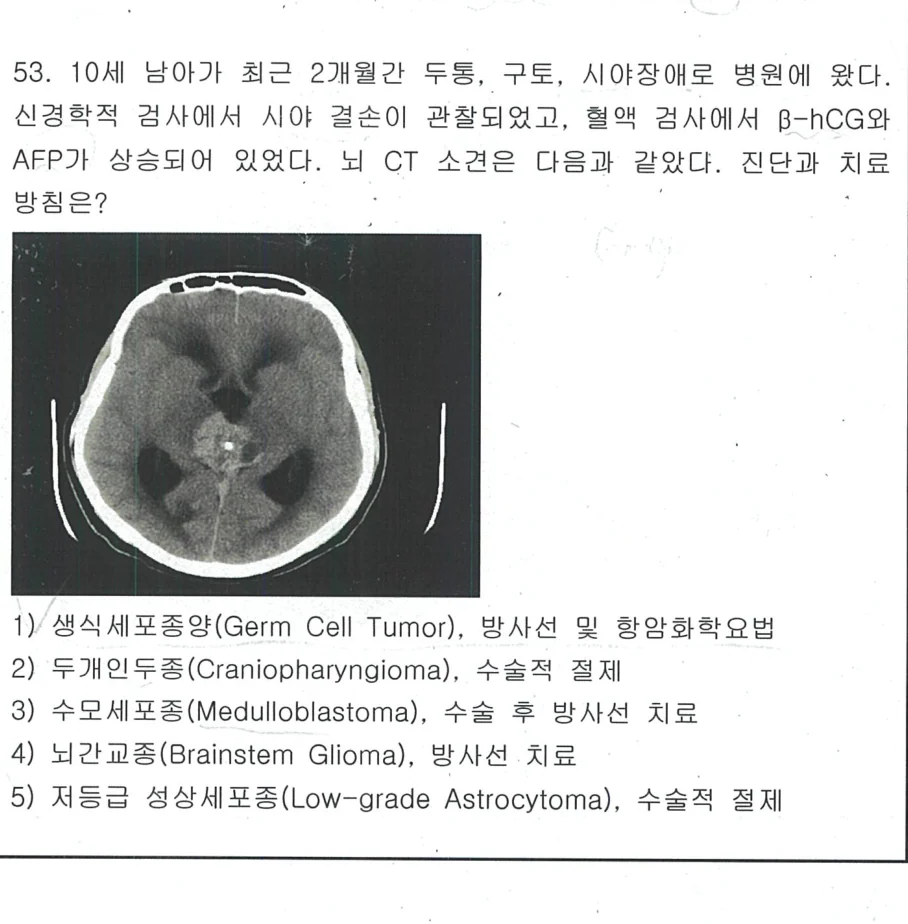 53. 10세 남아가 최근 2개월간 두통, 구토, 시야장애로 병원에 왔다.
신경학적 검사에서 시야 결손이 관찰되었고, 혈액 검사에서 β-hCG와
AFP가 상승되어 있었다. 뇌 CT 소견은 다음과 같았다. 진단과 치료
방침은?
1) 생식세포종양(Germ Cell Tumor), 방사선 및 항암화학요법
2) 두개인두종(Craniopharyngioma), 수술적 절제
3) 수모세포종(Medulloblastoma), 수술 후 방사선 치료
4) 뇌간교종(Brainstem Glioma), 방사선 치료
5) 저등급 성상세포종(Low-grade Astrocytoma), 수술적 절제